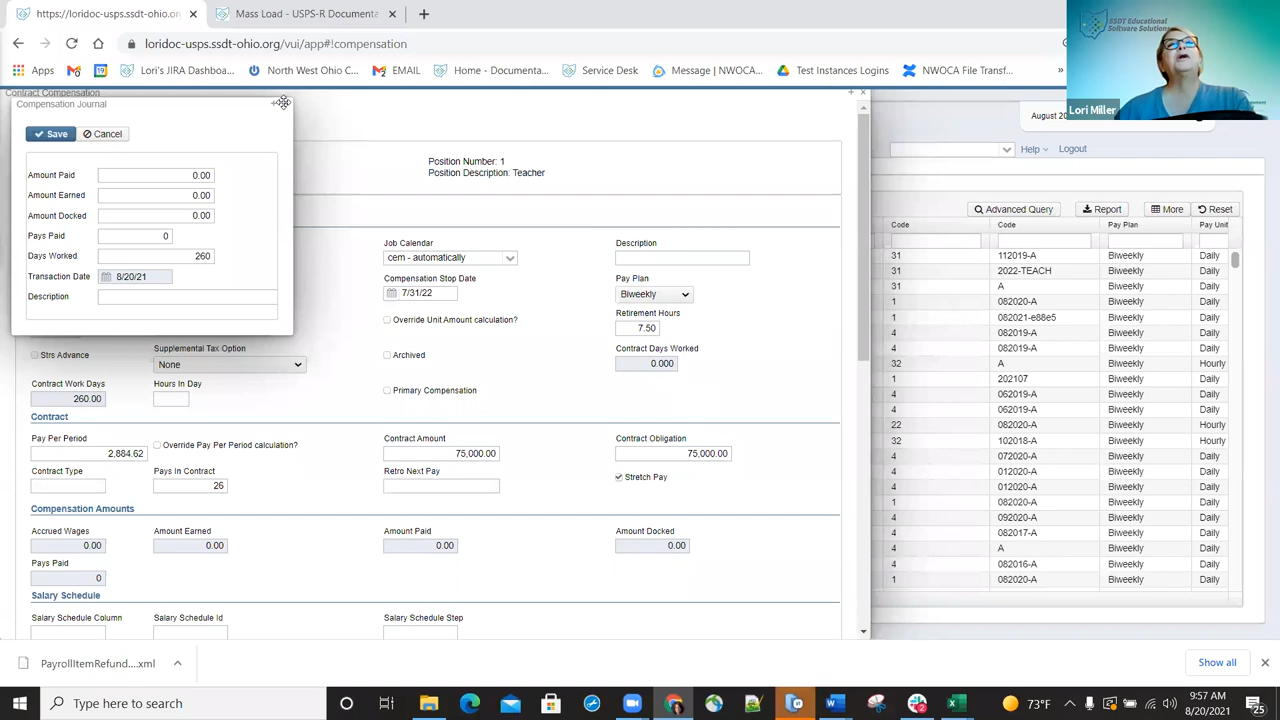 https://loridoc-usps.ssdt-ohio.org/
Mass Load - USPS-R Documenta
loridoc-usps.ssdt-ohio.org/vui/app#!compensation
Apps
Lori's JIRA Dashboa...
North West Ohio C...
EMAIL
Home - Documenta...
Service Desk
Message | NWOCA...
Test Instances Login
NWOCA File Transf...
»
SSDT Educational
Software Solutions
Lori Miller
Contract Compensation
Compensation Journal
Save
Cancel
Amount Paid 0.00
Amount Earned 0.00
Amount Docked 0.00
Pays Paid 0
Days Worked 260
Transaction Date 8/20/21
Description
Position Number: 1
Position Description: Teacher
August 20
Help
Logout
Job Calendar
cem - automatically
Description
Compensation Stop Date
7/31/22
Pay Plan
Biweekly
Override Unit Amount calculation?
Retirement Hours
7.50
Strs Advance
Supplemental Tax Option
None
Archived
Contract Days Worked
0.000
Contract Work Days
260.00
Hours In Day
Primary Compensation
Contract
Pay Per Period
2,884.62
Override Pay Per Period calculation?
Contract Amount
75,000.00
Contract Obligation
75,000.00
Contract Type
Pays In Contract
26
Retro Next Pay
Stretch Pay
Compensation Amounts
Accrued Wages
0.00
Amount Earned
0.00
Amount Paid
0.00
Amount Docked
0.00
Pays Paid
0
Salary Schedule
Salary Schedule Column
Salary Schedule Id
Salary Schedule Step
Advanced Query
Report
More
Reset
Code Code Pay Plan Pay Unit
31 112019-A Biweekly Daily
31 2022-TEACH Biweekly Daily
31 A Biweekly Daily
1 082020-A Biweekly Daily
1 082021-e88e5 Biweekly Daily
4 082019-A Biweekly Daily
4 082019-A Biweekly Daily
32 A Biweekly Hourly
1 202107 Biweekly Daily
4 062019-A Biweekly Daily
4 062019-A Biweekly Daily
22 082020-A Biweekly Hourly
32 102018-A Biweekly Hourly
4 072020-A Biweekly Daily
4 012020-A Biweekly Daily
4 012020-A Biweekly Daily
1 082020-A Biweekly Daily
4 092020-A Biweekly Daily
4 082017-A Biweekly Daily
4 A Biweekly Daily
4 082016-A Biweekly Daily
1 082020-A Biweekly Daily
PayrollItemRefund....xml
Show all
Type here to search
73°F
9:57 AM
8/20/2021
25